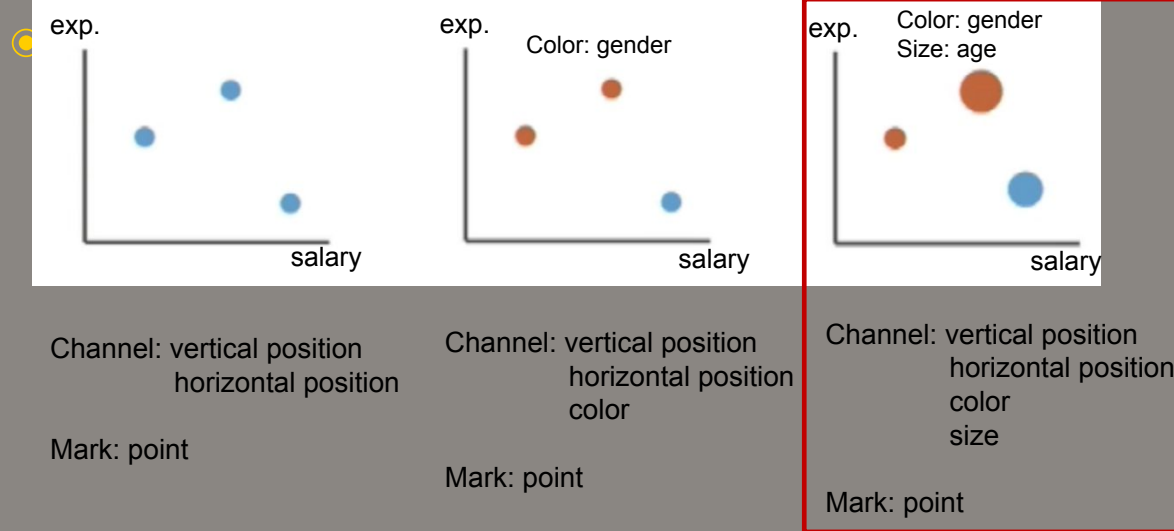 exp.
salary
Channel: vertical position
horizontal position
Mark: point
exp.
Color: gender
salary
Channel: vertical position
horizontal position
color
Mark: point
exp.
Color: gender
Size: age
salary
Channel: vertical position
horizontal position
color
size
Mark: point